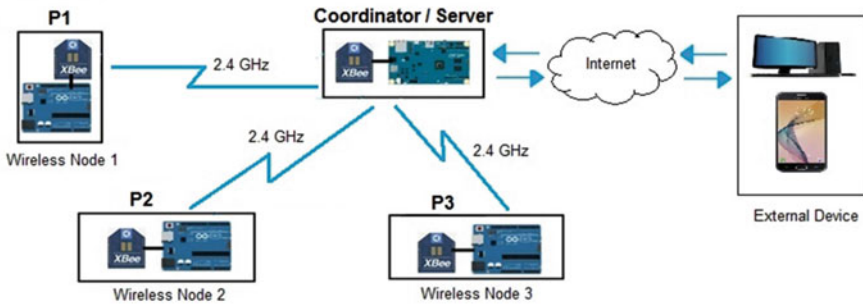 P1
Coordinator / Server
2.4 GHz
XBee
XBee
Internet
Wireless Node 1
2.4 GHz
2.4 GHz
P2
P3
External Device
XBee
XBee
Wireless Node 2
Wireless Node 3